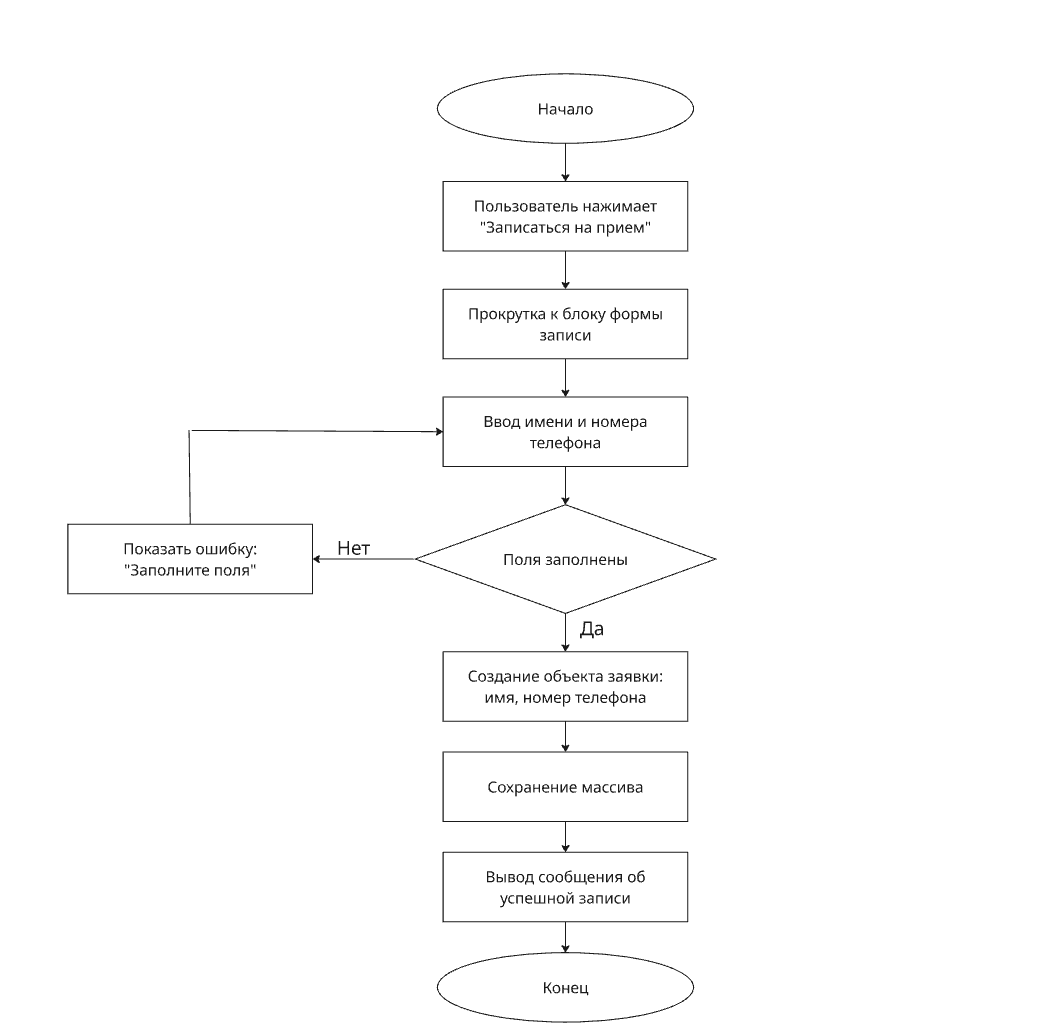 Начало
Пользователь нажимает
"Записаться на прием"
Прокрутка к блоку формы
записи
Ввод имени и номера
телефона
Показать ошибку:
"Заполните поля"
Нет
Поля заполнены
Да
Создание объекта заявки:
имя, номер телефона
Сохранение массива
Вывод сообщения об
успешной записи
Конец